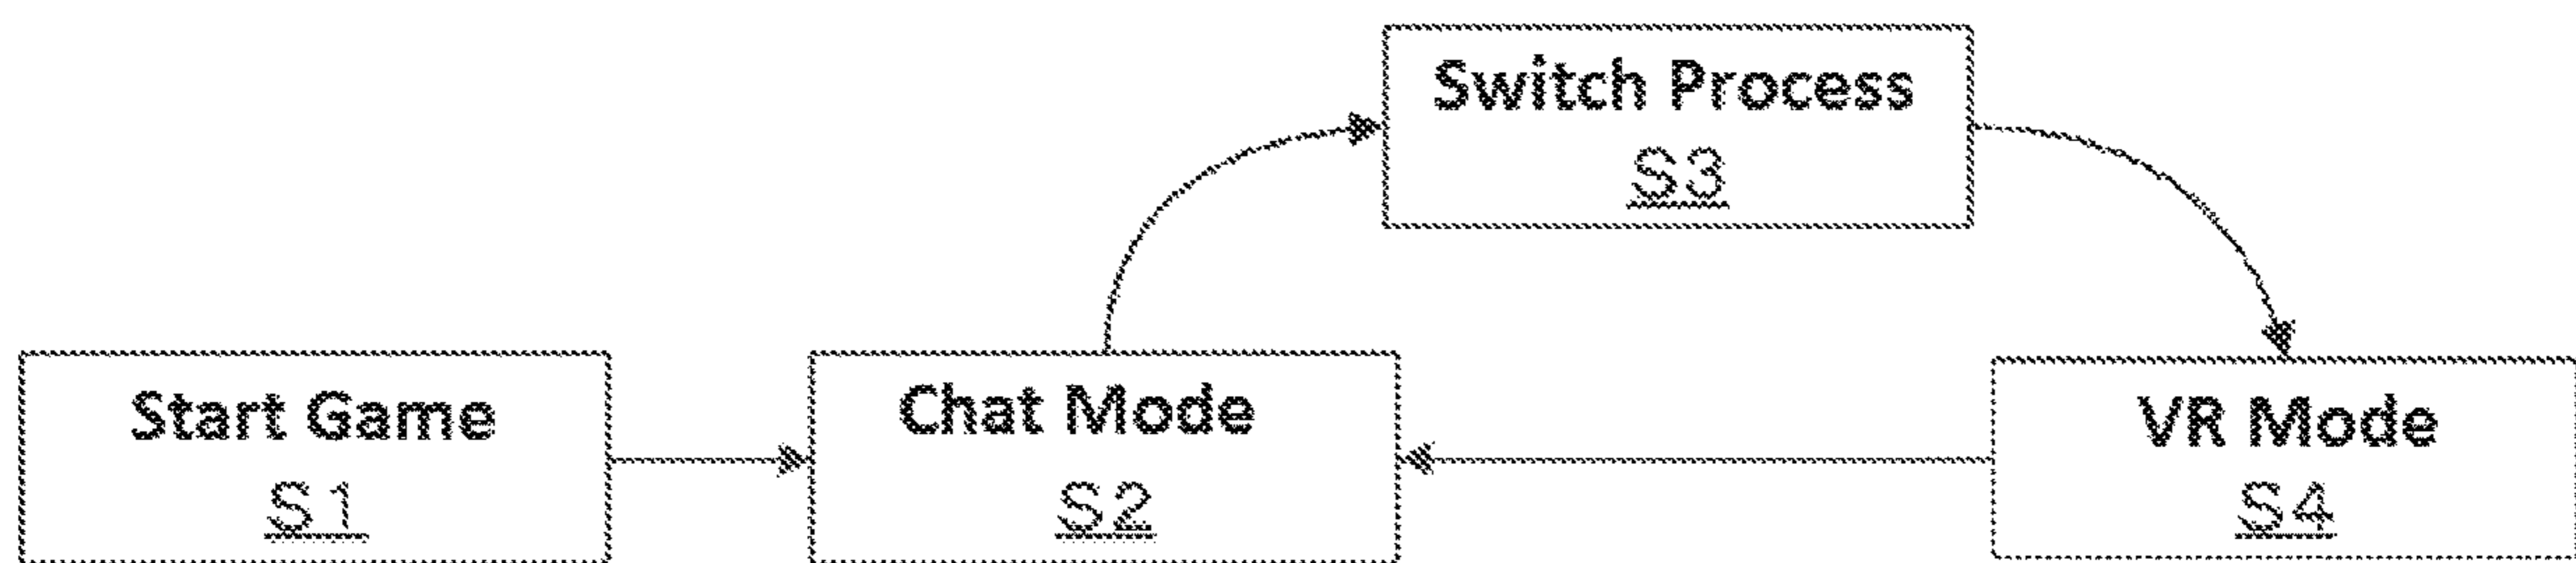 Switch Process
S3
Start Game
S1
Chat Mode
S2
VR Mode
S4